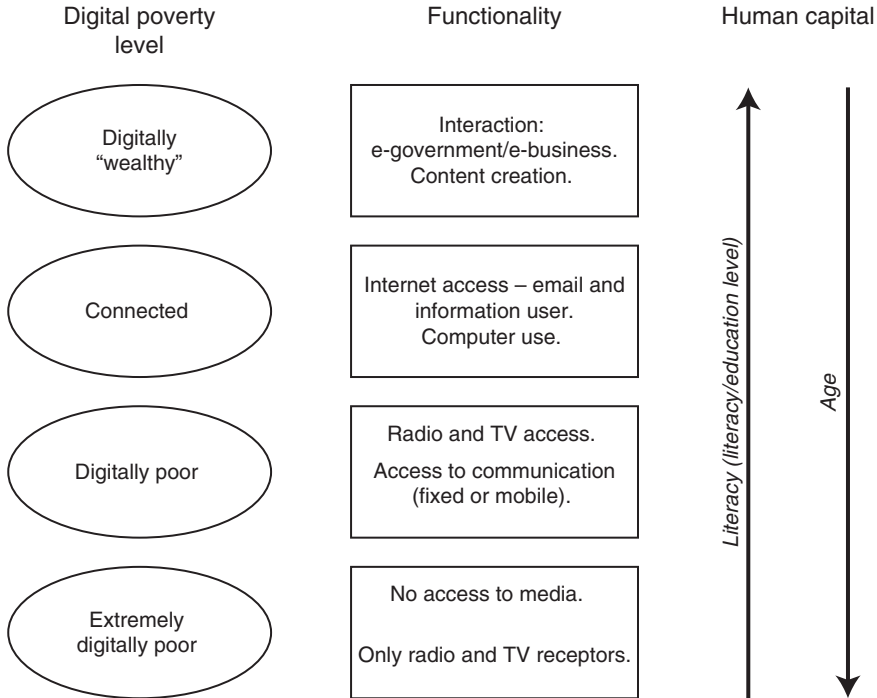 Digital poverty
level
Functionality
Human capital
Digitally
“wealthy”
Interaction:
e-government/e-business.
Content creation.
Connected
Internet access – email and
information user.
Computer use.
Digitally poor
Radio and TV access.
Access to communication
(fixed or mobile).
Extremely
digitally poor
No access to media.
Only radio and TV receptors.
Literacy (literacy/education level)
Age